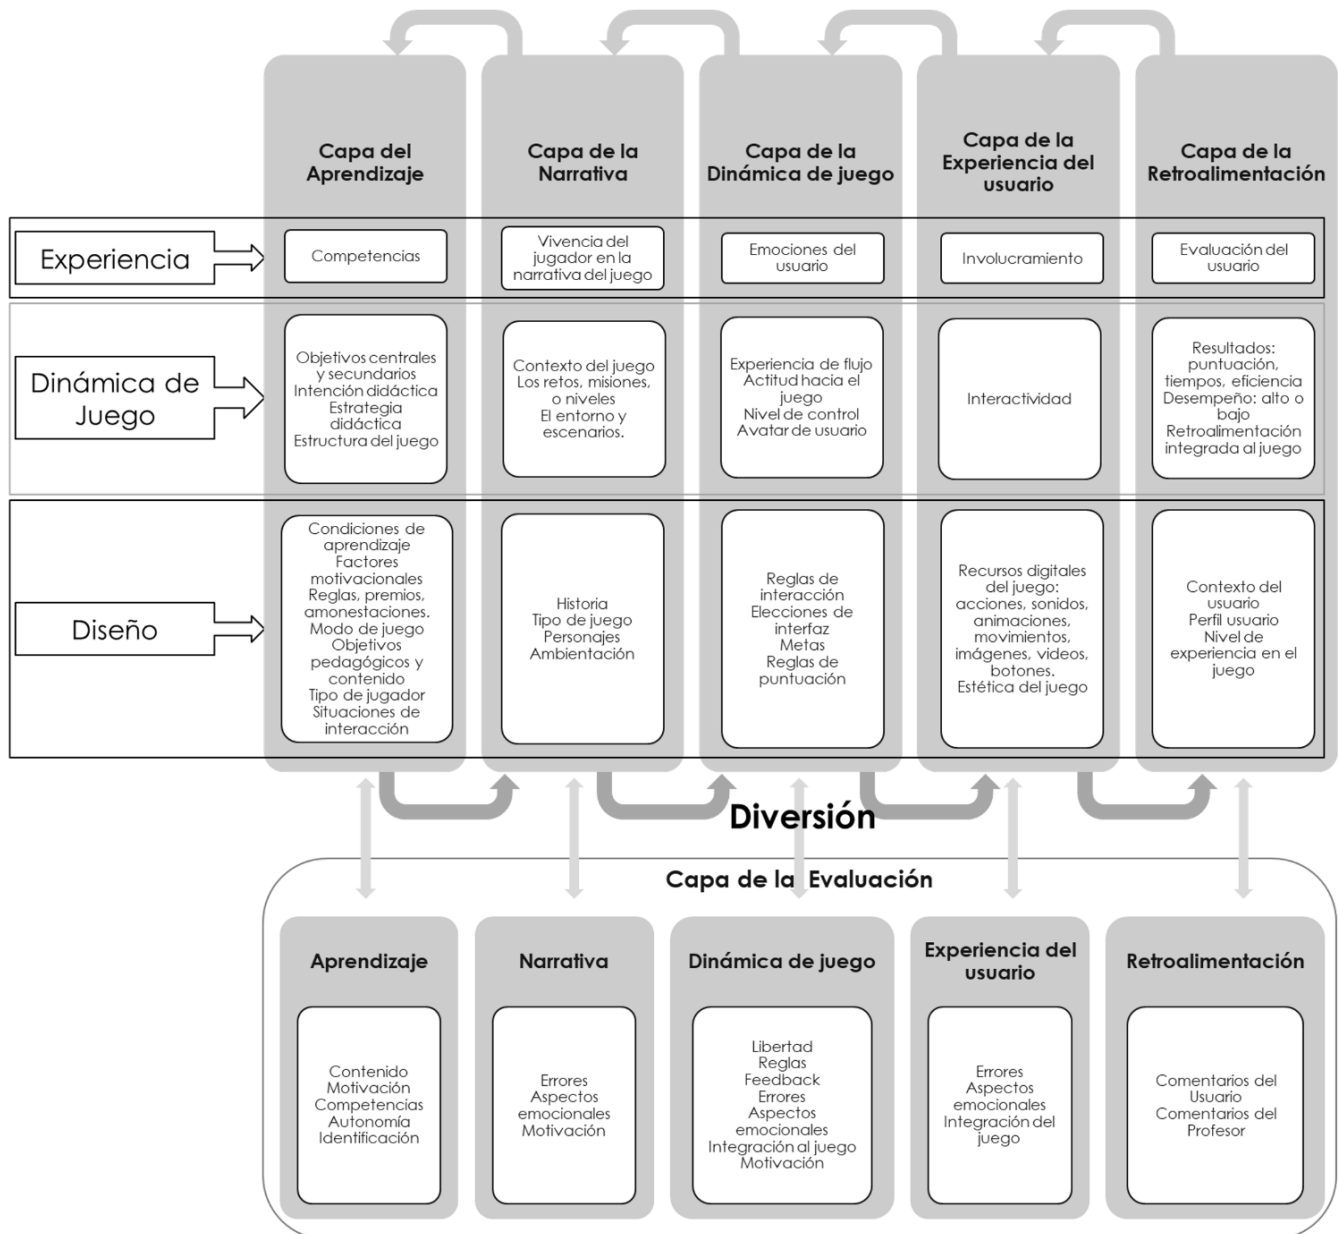 Capa del
Aprendizaje
Capa de la
Narrativa
Capa de la
Dinámica de juego
Capa de la
Experiencia del
usuario
Capa de la
Retroalimentación
Experiencia
Competencias
Vivencia del
jugador en la
narrativa del juego
Emociones del
usuario
Involucramiento
Evaluación del
usuario
Dinámica de
Juego
Objetivos centrales
y secundarios
Intención didáctica
Estrategia
didáctica
Estructura del juego
Contexto del juego
Los retos, misiones,
o niveles
El entorno y
escenarios.
Experiencia de flujo
Actitud hacia el
juego
Nivel de control
Avatar de usuario
Interactividad
Resultados:
puntuación,
tiempos, eficiencia
Desempeño: alto o
bajo
Retroalimentación
integrada al juego
Diseño
Condiciones de
aprendizaje
Factores
motivacionales
Reglas, premios,
amonestaciones.
Modo de juego
Objetivos
pedagógicos y
contenido
Tipo de jugador
Situaciones de
interacción
Historia
Tipo de juego
Personajes
Ambientación
Reglas de
interacción
Elecciones de
interfaz
Metas
Reglas de
puntuación
Recursos digitales
del juego:
acciones, sonidos,
animaciones,
movimientos,
imágenes, videos,
botones.
Estética del juego
Contexto del
usuario
Perfil usuario
Nivel de
experiencia en el
juego
Diversión
Capa de la Evaluación
Aprendizaje
Contenido
Motivación
Competencias
Autonomía
Identificación
Narrativa
Errores
Aspectos
emocionales
Motivación
Dinámica de juego
Libertad
Reglas
Feedback
Errores
Aspectos
emocionales
Integración al juego
Motivación
Experiencia del
usuario
Errores
Aspectos
emocionales
Integración del
juego
Retroalimentación
Comentarios del
Usuario
Comentarios del
Profesor